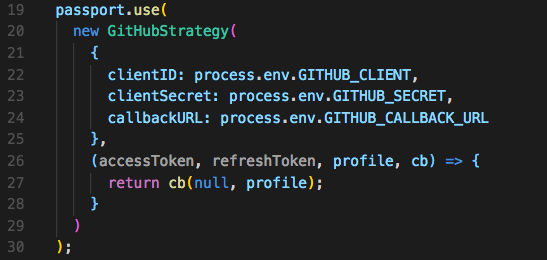 19 passport.use(
20   new GitHubStrategy(
21     {
22       clientID: process.env.GITHUB_CLIENT,
23       clientSecret: process.env.GITHUB_SECRET,
24       callbackURL: process.env.GITHUB_CALLBACK_URL
25     },
26     (accessToken, refreshToken, profile, cb) => {
27       return cb(null, profile);
28     }
29   )
30 );